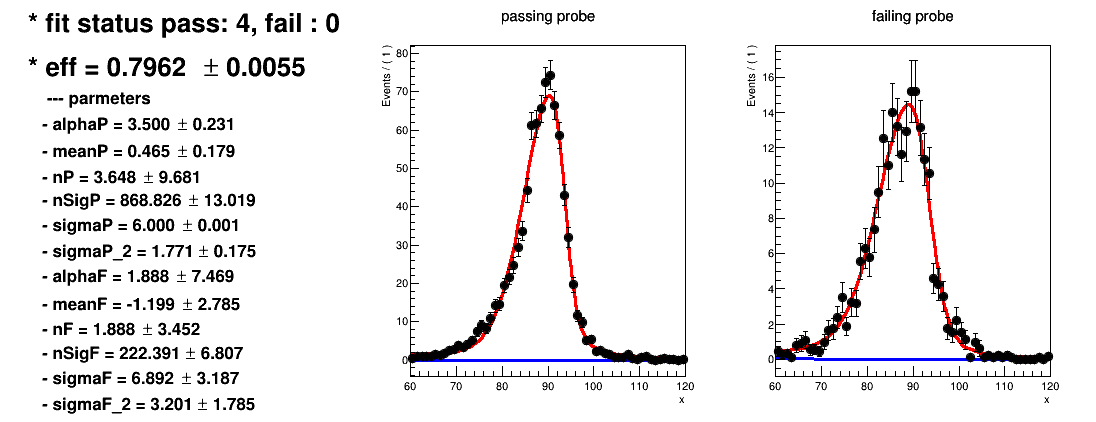 * fit status pass: 4, fail : 0
* eff = 0.7962 ± 0.0055
--- parmeters
- alphaP = 3.500 ± 0.231
- meanP = 0.465 ± 0.179
- nP = 3.648 ± 9.681
- nSigP = 868.826 ± 13.019
- sigmaP = 6.000 ± 0.001
- sigmaP_2 = 1.771 ± 0.175
- alphaF = 1.888 ± 7.469
- meanF = -1.199 ± 2.785
- nF = 1.888 ± 3.452
- nSigF = 222.391 ± 6.807
- sigmaF = 6.892 ± 3.187
- sigmaF_2 = 3.201 ± 1.785
passing probe
Events / ( 1 )
80
70
60
50
40
30
20
10
0
60 70 80 90 100 110 120
x
failing probe
Events / ( 1 )
16
14
12
10
8
6
4
2
0
60 70 80 90 100 110 120
x